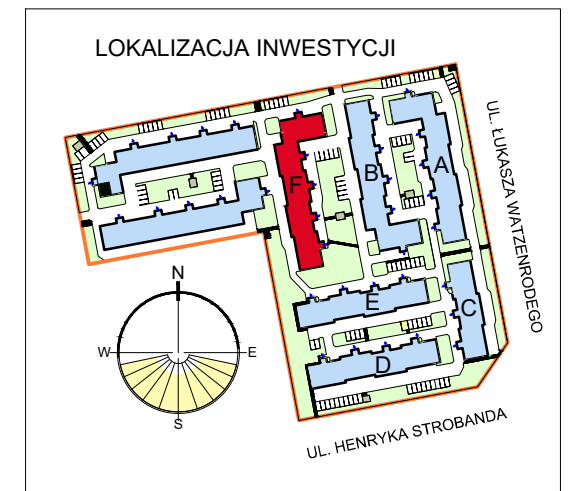 LOKALIZACJA INWESTYCJI
UL. ŁUKASZA WATZENRODEGO
F
B
A
E
C
D
N
W
E
S
UL. HENRYKA STROBANDA